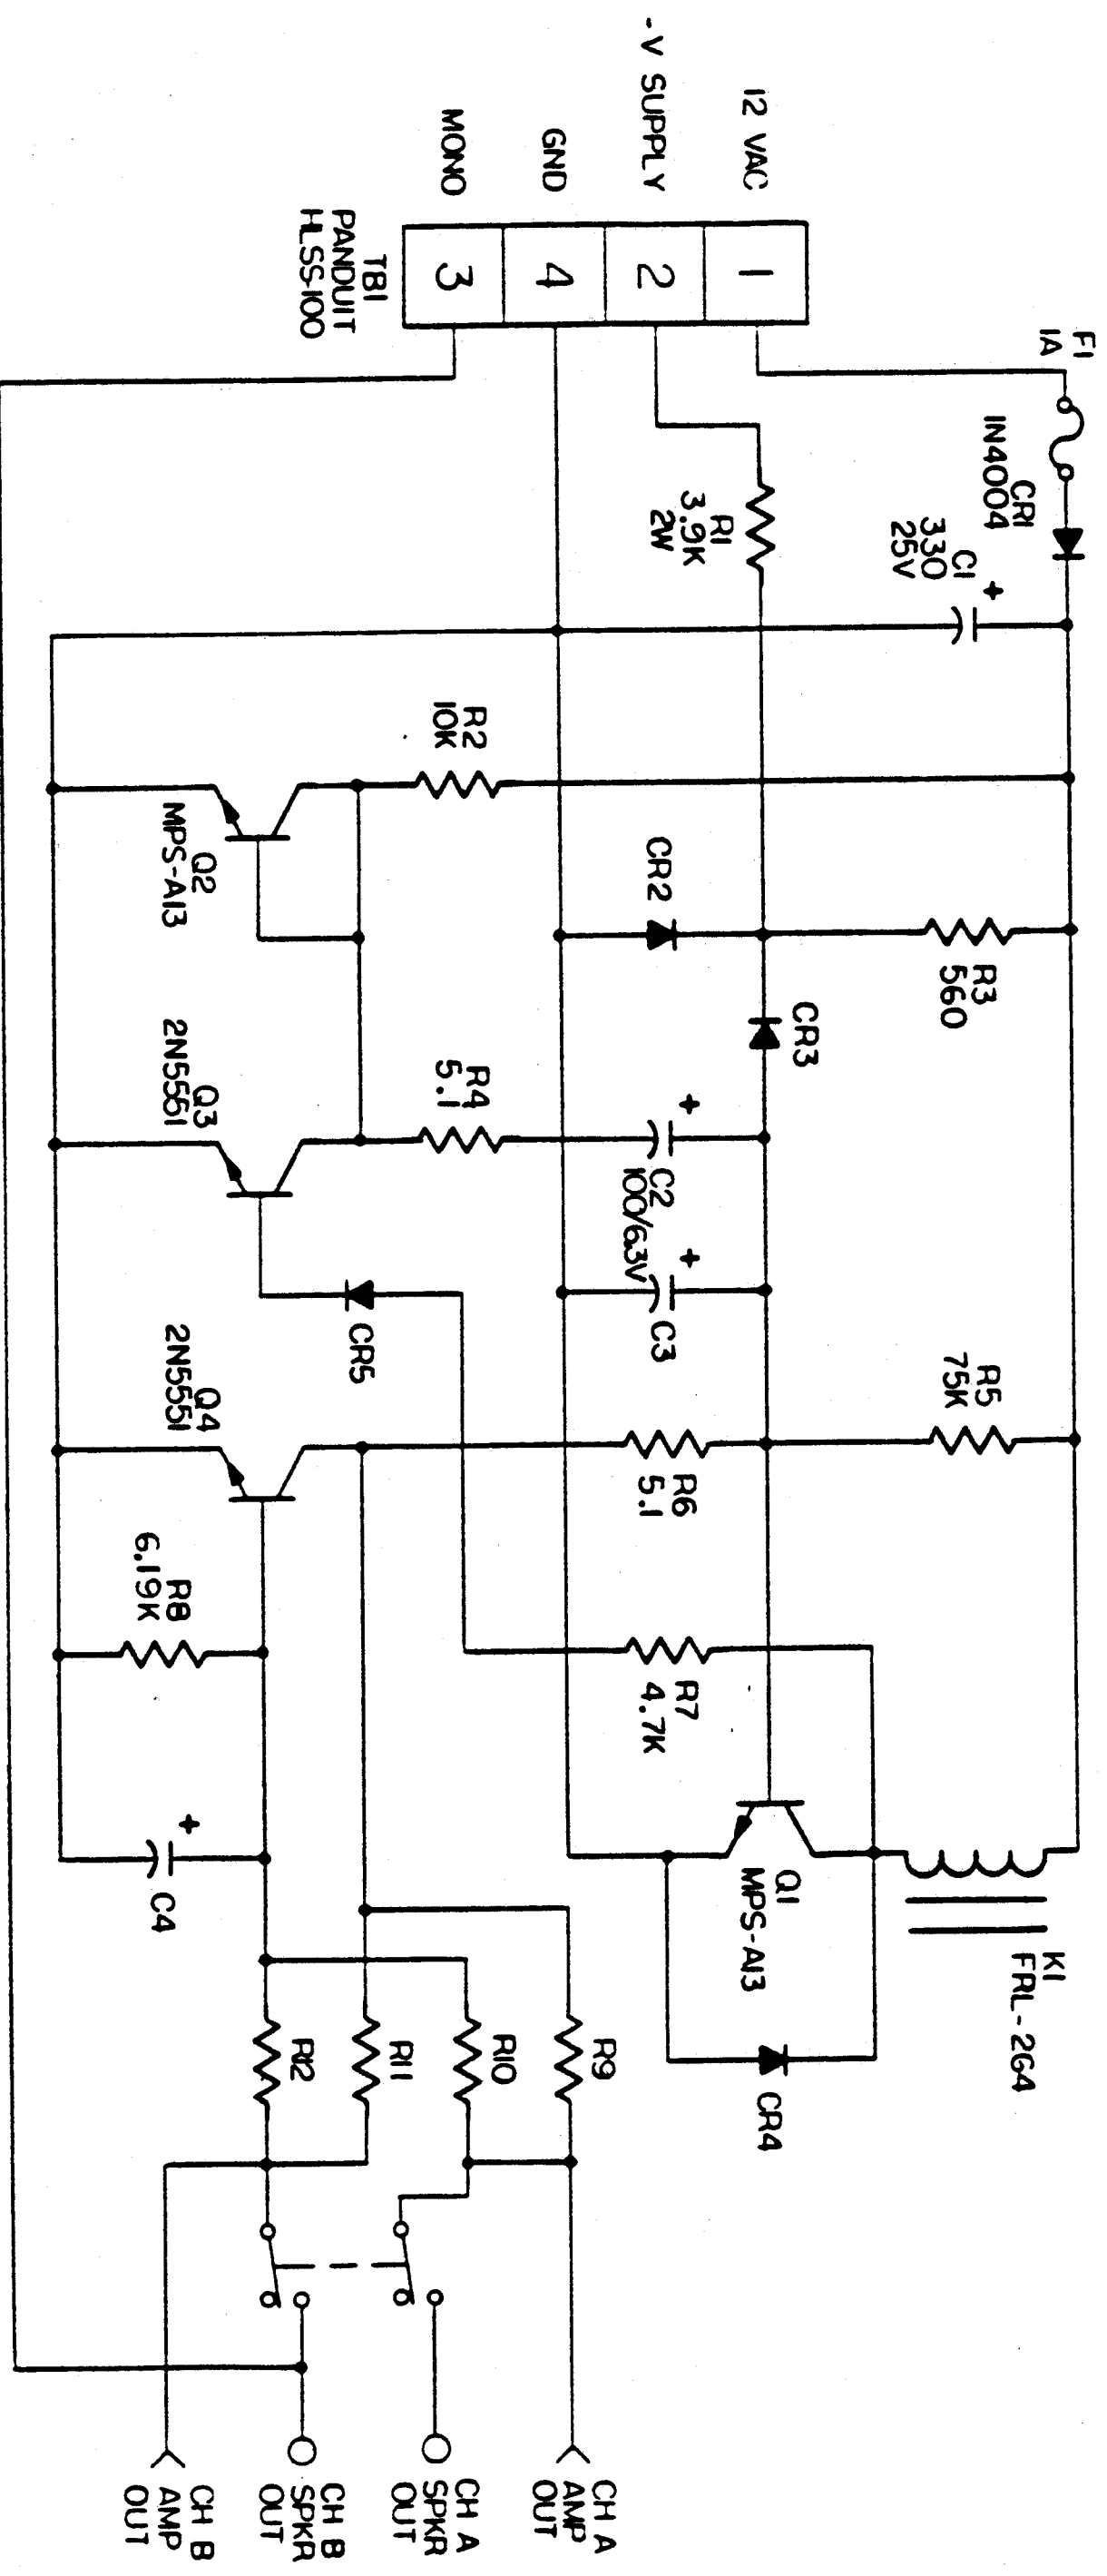 F1
1A
12 VAC
-V SUPPLY
GND
MONO
1
2
4
3
TB1
PANDUIT
HLSS-100
CR1
1N4004
C1
330
25V
+
R1
3.9K
2W
R2
10K
Q2
MPS-A13
CR2
R3
560
CR3
R4
5.1
Q3
2N5551
+
C2
100/63V
+
C3
CR5
R5
75K
R6
5.1
Q4
2N5551
R7
4.7K
R8
6.19K
+
C4
Q1
MPS-A13
K1
FRL-264
CR4
R9
R10
R11
R12
CH A
AMP
OUT
CH A
SPKR
OUT
CH B
SPKR
OUT
CH B
AMP
OUT